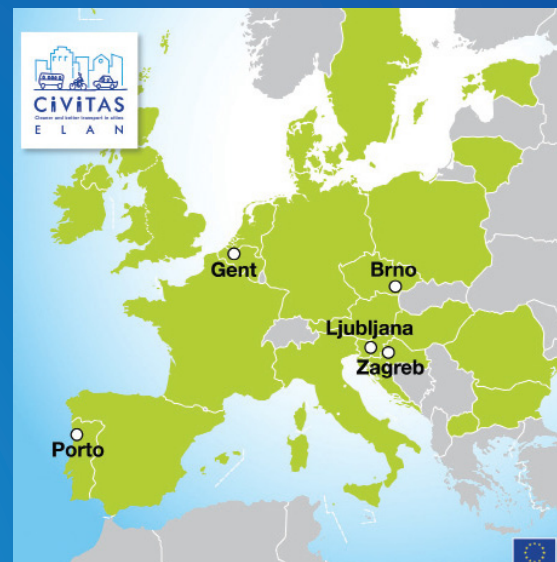 CiViTAS
Cleaner and better transport in cities
E L A N
Gent
Brno
Ljubljana
Zagreb
Porto